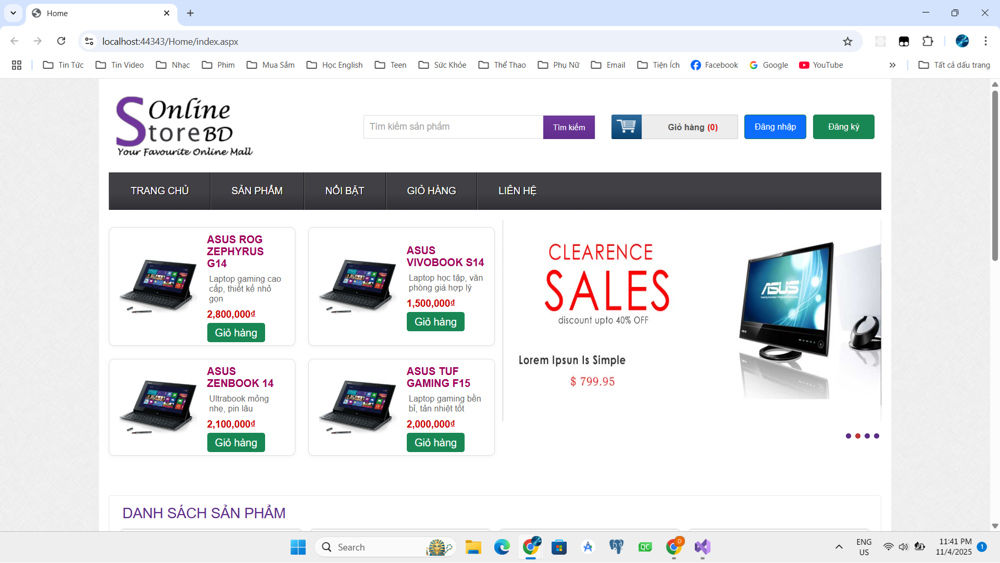 Home
localhost:44343/Home/index.aspx
Tin Tức
Tin Video
Nhạc
Phim
Mua Sắm
Học English
Teen
Sức Khỏe
Thể Thao
Phụ Nữ
Email
Tiện Ích
Facebook
Google
YouTube
Tất cả dấu trang
Online
Store BD
Your Favourite Online Mall
Tìm kiếm sản phẩm
Tìm kiếm
Giỏ hàng (0)
Đăng nhập
Đăng ký
TRANG CHỦ
SẢN PHẨM
NỔI BẬT
GIỎ HÀNG
LIÊN HỆ
ASUS ROG
ZEPHYRUS
G14
Laptop gaming cao
cấp, thiết kế nhỏ
gọn
2,800,000₫
Giỏ hàng
ASUS
VIVOBOOK S14
Laptop học tập, văn
phòng giá hợp lý
1,500,000₫
Giỏ hàng
ASUS
ZENBOOK 14
Ultrabook mỏng
nhẹ, pin lâu
2,100,000₫
Giỏ hàng
ASUS TUF
GAMING F15
Laptop gaming bền
bỉ, tản nhiệt tốt
2,000,000₫
Giỏ hàng
CLEARENCE
SALES
discount upto 40% OFF
Lorem Ipsun Is Simple
$ 799.95
ASUS
DANH SÁCH SẢN PHẨM
Search
QC
D
ENG
US
11:41 PM
11/4/2025
1